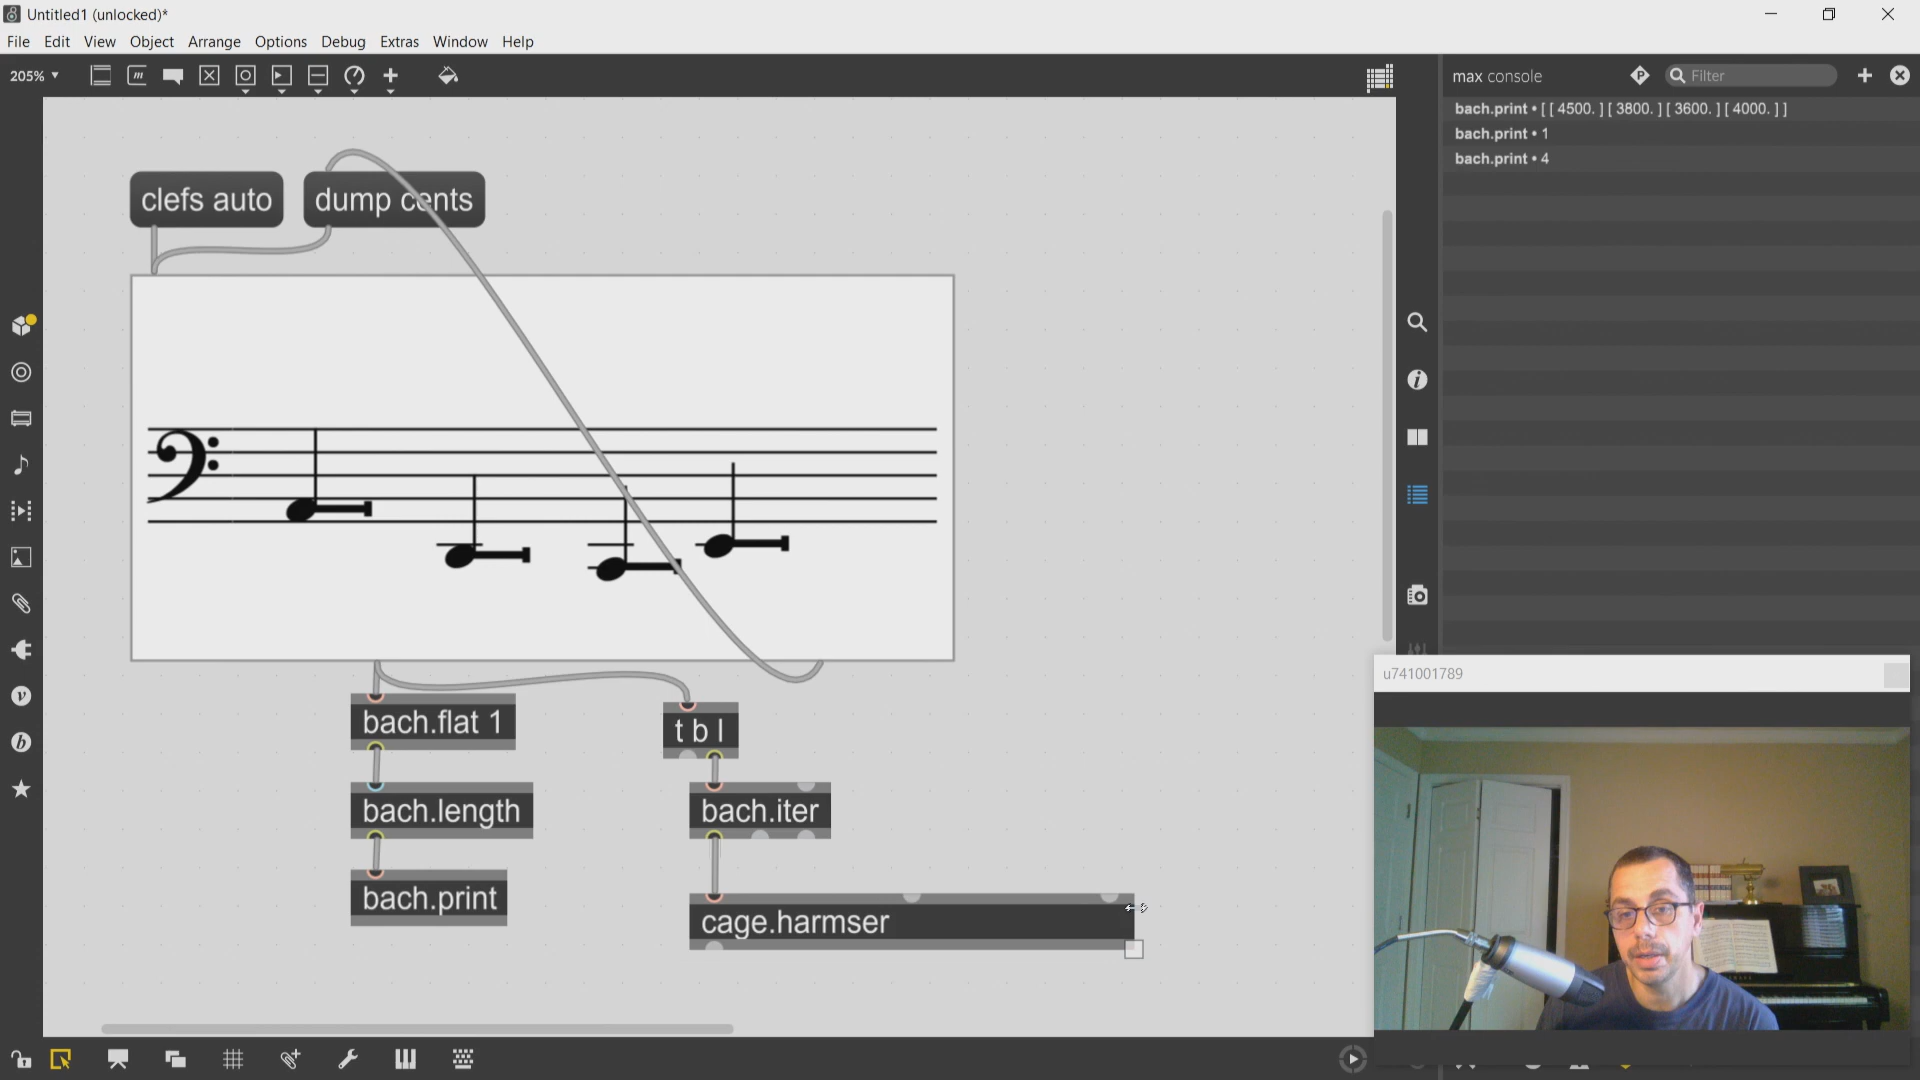 Untitled1 (unlocked)*
File Edit View Object Arrange Options Debug Extras Window Help
205%
max console
Filter
bach.print • [ [ 4500. ] [ 3800. ] [ 3600. ] [ 4000. ] ]
bach.print • 1
bach.print • 4
clefs auto
dump cents
bach.flat 1
t b l
bach.length
bach.iter
bach.print
cage.harmser
u741001789